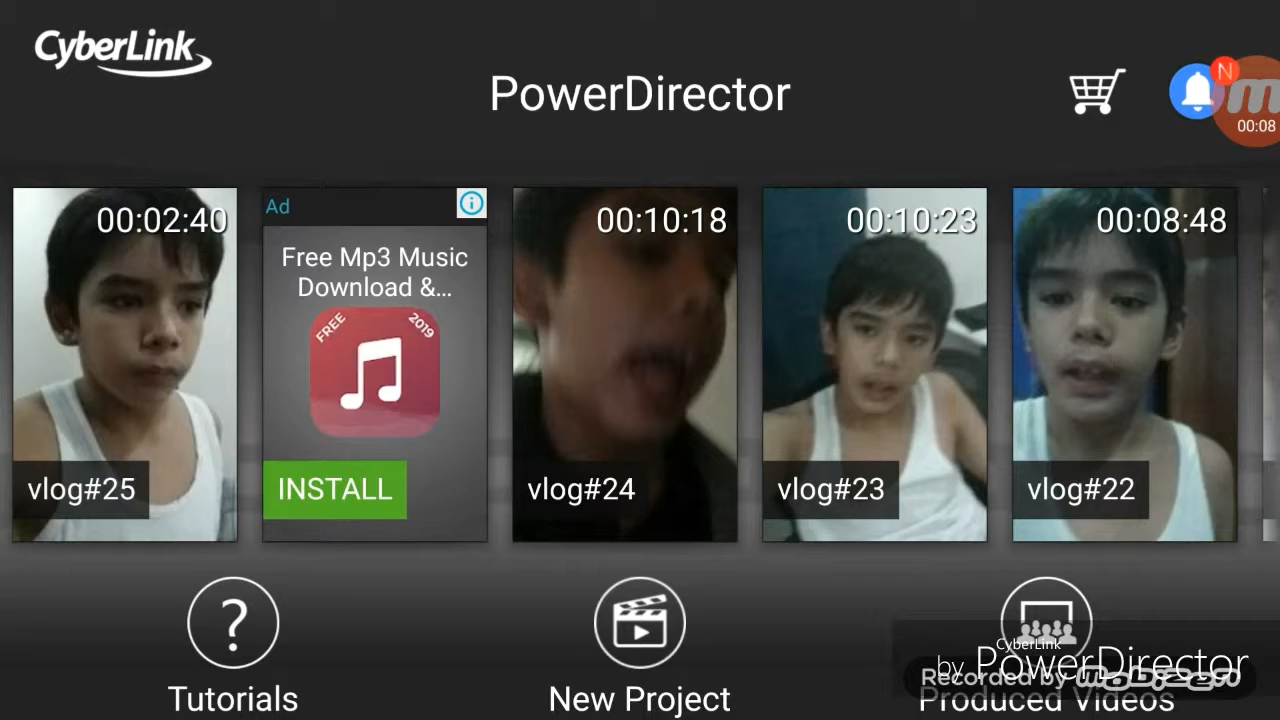 CyberLink
PowerDirector
N
00:08
00:02:40
Ad
00:10:18
00:10:23
00:08:48
Free Mp3 Music
Download &...
FREE
2019
vlog#25
INSTALL
vlog#24
vlog#23
vlog#22
CyberLink
by PowerDirector
Recorded by mobizen
Tutorials
New Project
Produced Videos